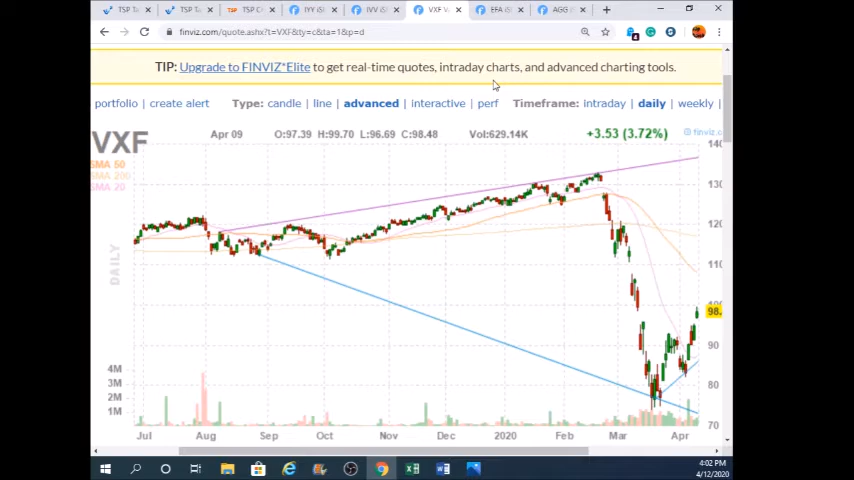 TSP Ta
TSP Ta
TSP TSP C
IYY iS
IVV iS
VXF V
EFA iS
AGG
finviz.com/quote.ashx?t=VXF&ty=c&ta=1&p=d
TIP: Upgrade to FINVIZ*Elite to get real-time quotes, intraday charts, and advanced charting tools.
portfolio | create alert Type: candle | line | advanced | interactive | perf Timeframe: intraday | daily | weekly |
VXF Apr 09 O:97.39 H:99.70 L:96.69 C:98.48 Vol:629.14K +3.53 (3.72%) © finviz.c
SMA 50
SMA 200
SMA 20
140
130
120
110
100
98.
90
80
70
DAILY
4M
3M
2M
1M
Jul Aug Sep Oct Nov Dec 2020 Feb Mar Apr
4:02 PM
4/12/2020